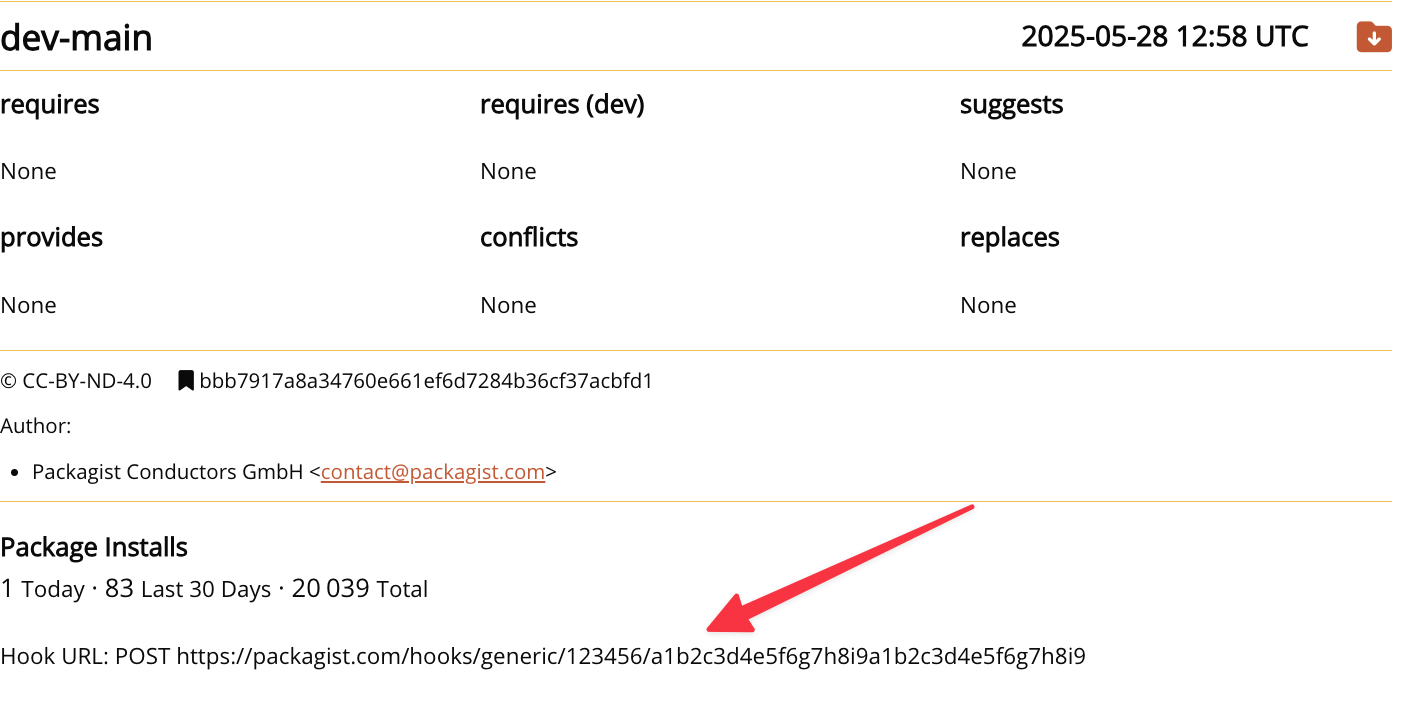 dev-main 2025-05-28 12:58 UTC
requires requires (dev) suggests
None None None
provides conflicts replaces
None None None
© CC-BY-ND-4.0 bbb7917a8a34760e661ef6d7284b36cf37acbfd1
Author:
• Packagist Conductors GmbH <contact@packagist.com>
Package Installs
1 Today · 83 Last 30 Days · 20 039 Total
Hook URL: POST https://packagist.com/hooks/generic/123456/a1b2c3d4e5f6g7h8i9a1b2c3d4e5f6g7h8i9